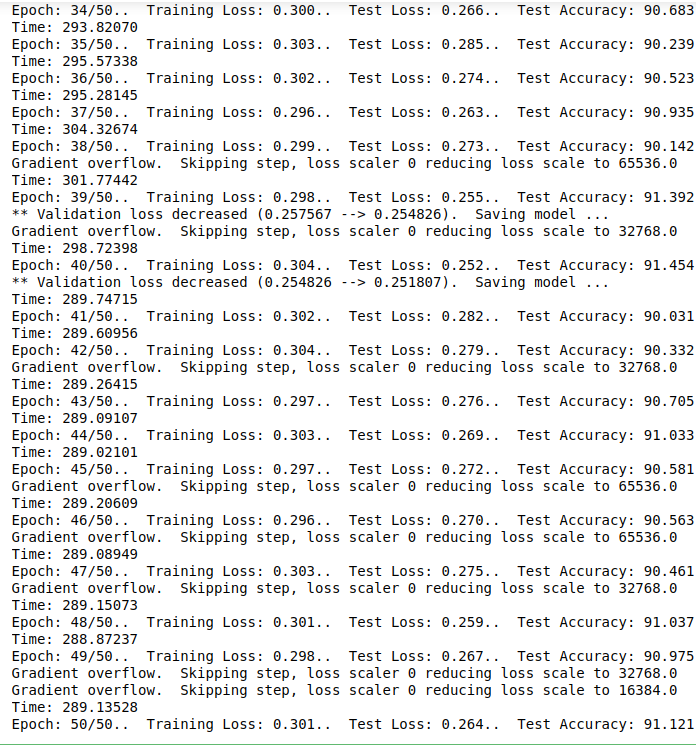 Epoch: 34/50..  Training Loss: 0.300..  Test Loss: 0.266..  Test Accuracy: 90.683
Time: 293.82070
Epoch: 35/50..  Training Loss: 0.303..  Test Loss: 0.285..  Test Accuracy: 90.239
Time: 295.57338
Epoch: 36/50..  Training Loss: 0.302..  Test Loss: 0.274..  Test Accuracy: 90.523
Time: 295.28145
Epoch: 37/50..  Training Loss: 0.296..  Test Loss: 0.263..  Test Accuracy: 90.935
Time: 304.32674
Epoch: 38/50..  Training Loss: 0.299..  Test Loss: 0.273..  Test Accuracy: 90.142
Gradient overflow.  Skipping step, loss scaler 0 reducing loss scale to 65536.0
Time: 301.77442
Epoch: 39/50..  Training Loss: 0.298..  Test Loss: 0.255..  Test Accuracy: 91.392
** Validation loss decreased (0.257567 --> 0.254826).  Saving model ...
Gradient overflow.  Skipping step, loss scaler 0 reducing loss scale to 32768.0
Time: 298.72398
Epoch: 40/50..  Training Loss: 0.304..  Test Loss: 0.252..  Test Accuracy: 91.454
** Validation loss decreased (0.254826 --> 0.251807).  Saving model ...
Time: 289.74715
Epoch: 41/50..  Training Loss: 0.302..  Test Loss: 0.282..  Test Accuracy: 90.031
Time: 289.60956
Epoch: 42/50..  Training Loss: 0.304..  Test Loss: 0.279..  Test Accuracy: 90.332
Gradient overflow.  Skipping step, loss scaler 0 reducing loss scale to 32768.0
Time: 289.26415
Epoch: 43/50..  Training Loss: 0.297..  Test Loss: 0.276..  Test Accuracy: 90.705
Time: 289.09107
Epoch: 44/50..  Training Loss: 0.303..  Test Loss: 0.269..  Test Accuracy: 91.033
Time: 289.02101
Epoch: 45/50..  Training Loss: 0.297..  Test Loss: 0.272..  Test Accuracy: 90.581
Gradient overflow.  Skipping step, loss scaler 0 reducing loss scale to 65536.0
Time: 289.20609
Epoch: 46/50..  Training Loss: 0.296..  Test Loss: 0.270..  Test Accuracy: 90.563
Gradient overflow.  Skipping step, loss scaler 0 reducing loss scale to 65536.0
Time: 289.08949
Epoch: 47/50..  Training Loss: 0.303..  Test Loss: 0.275..  Test Accuracy: 90.461
Gradient overflow.  Skipping step, loss scaler 0 reducing loss scale to 32768.0
Time: 289.15073
Epoch: 48/50..  Training Loss: 0.301..  Test Loss: 0.259..  Test Accuracy: 91.037
Time: 288.87237
Epoch: 49/50..  Training Loss: 0.298..  Test Loss: 0.267..  Test Accuracy: 90.975
Gradient overflow.  Skipping step, loss scaler 0 reducing loss scale to 32768.0
Gradient overflow.  Skipping step, loss scaler 0 reducing loss scale to 16384.0
Time: 289.13528
Epoch: 50/50..  Training Loss: 0.301..  Test Loss: 0.264..  Test Accuracy: 91.121